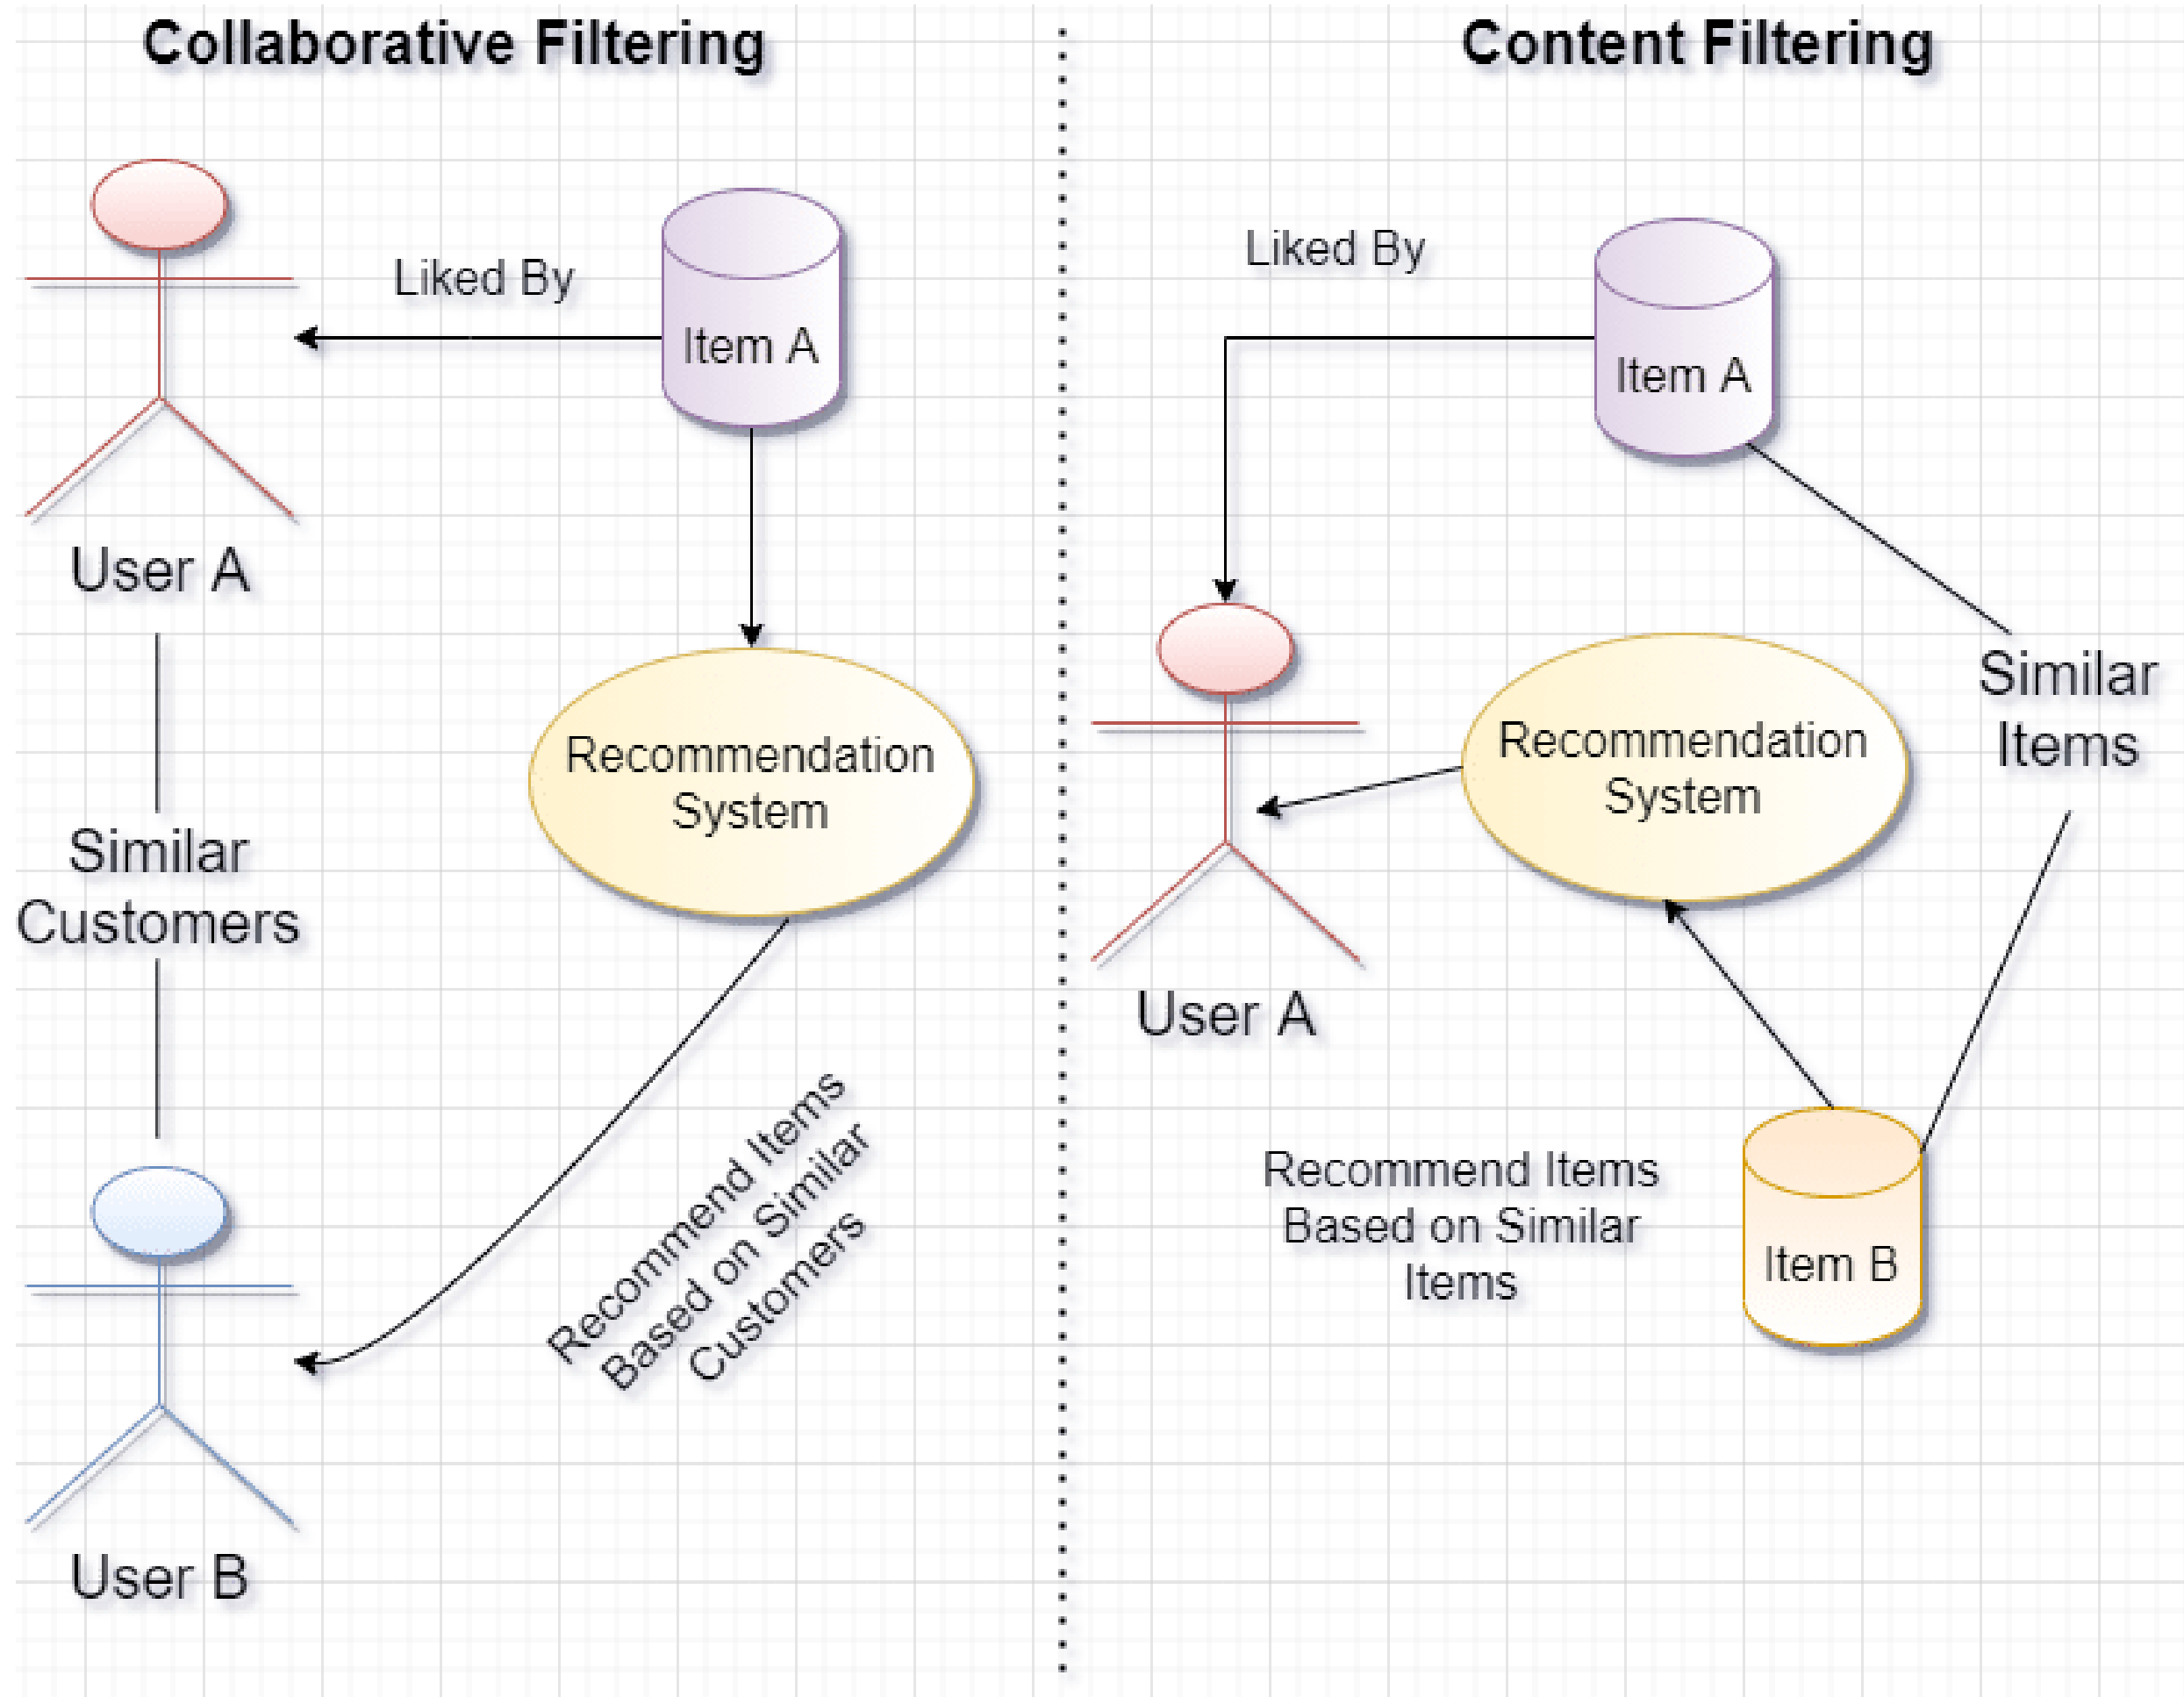 Collaborative Filtering
Liked By
Item A
User A
Recommendation
System
Similar
Customers
Recommend Items
Based on Similar
Customers
User B
Content Filtering
Liked By
Item A
Similar
Items
Recommendation
System
User A
Recommend Items
Based on Similar
Items
Item B